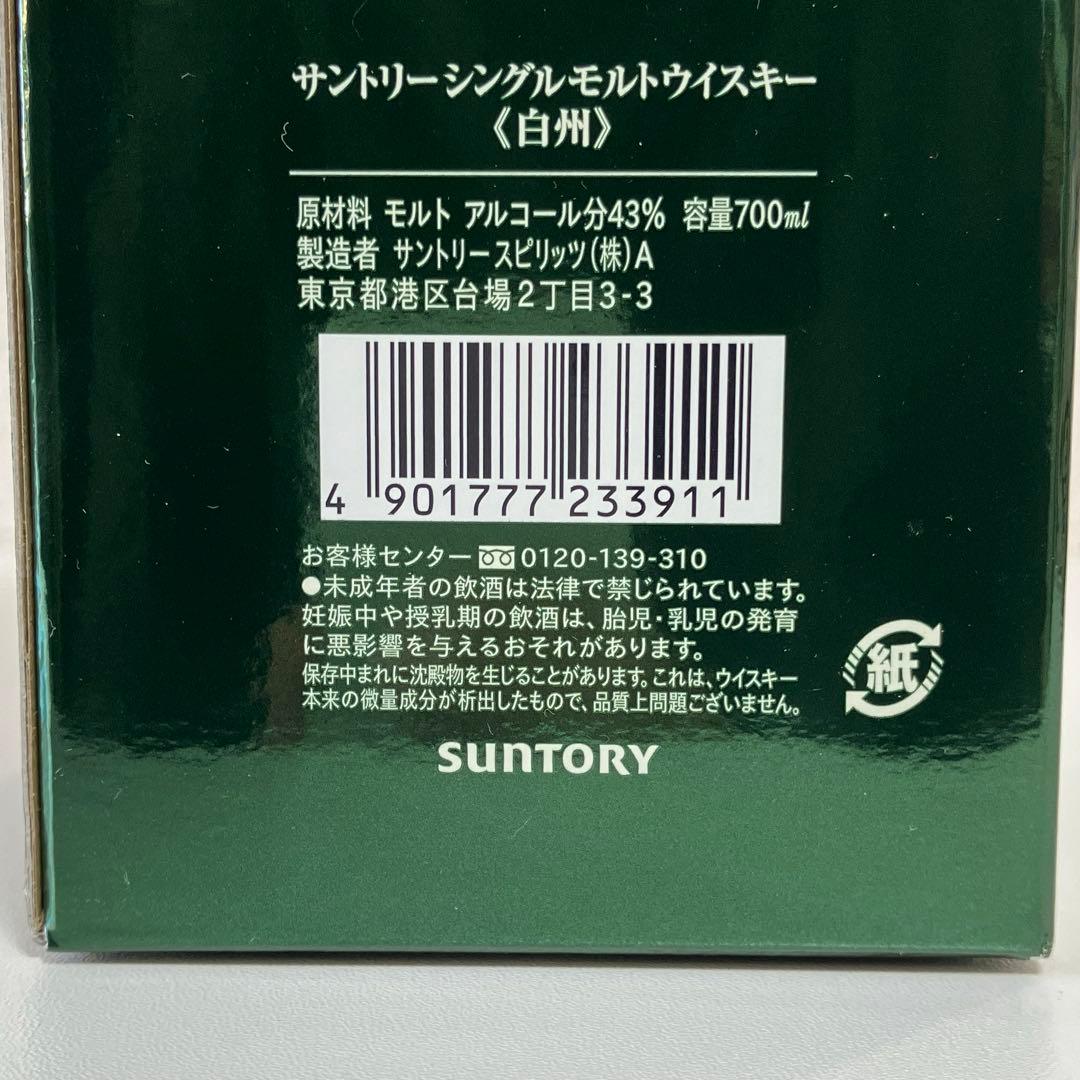 サントリーシングルモルトウイスキー
《白州》
原材料 モルト アルコール分43% 容量700ml
製造者 サントリースピリッツ(株)A
東京都港区台場2丁目3-3
4 901777 233911
お客様センター 0120-139-310
●未成年者の飲酒は法律で禁じられています。
妊娠中や授乳期の飲酒は、胎児・乳児の発育
に悪影響を与えるおそれがあります。
保存中まれに沈殿物を生じることがあります。これは、ウイスキー
本来の微量成分が析出したもので、品質上問題ございません。
紙
SUNTORY